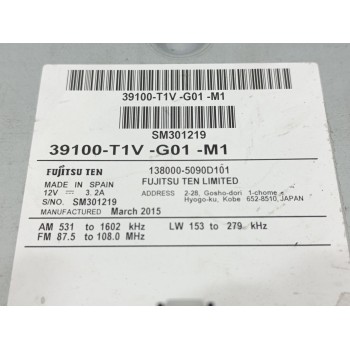 39100-T1V -G01 -M1
SM301219
39100-T1V -G01 -M1
FUJITSU TEN 138000-5090D101
MADE IN SPAIN FUJITSU TEN LIMITED
12V ⎓ 3.2A ADDRESS 2-28, Gosho-dori 1-chome
S/NO. SM301219 Hyogo-ku, Kobe 652-8510, JAPAN
MANUFACTURED March 2015
AM 531 to 1602 kHz LW 153 to 279 kHz
FM 87.5 to 108.0 MHz